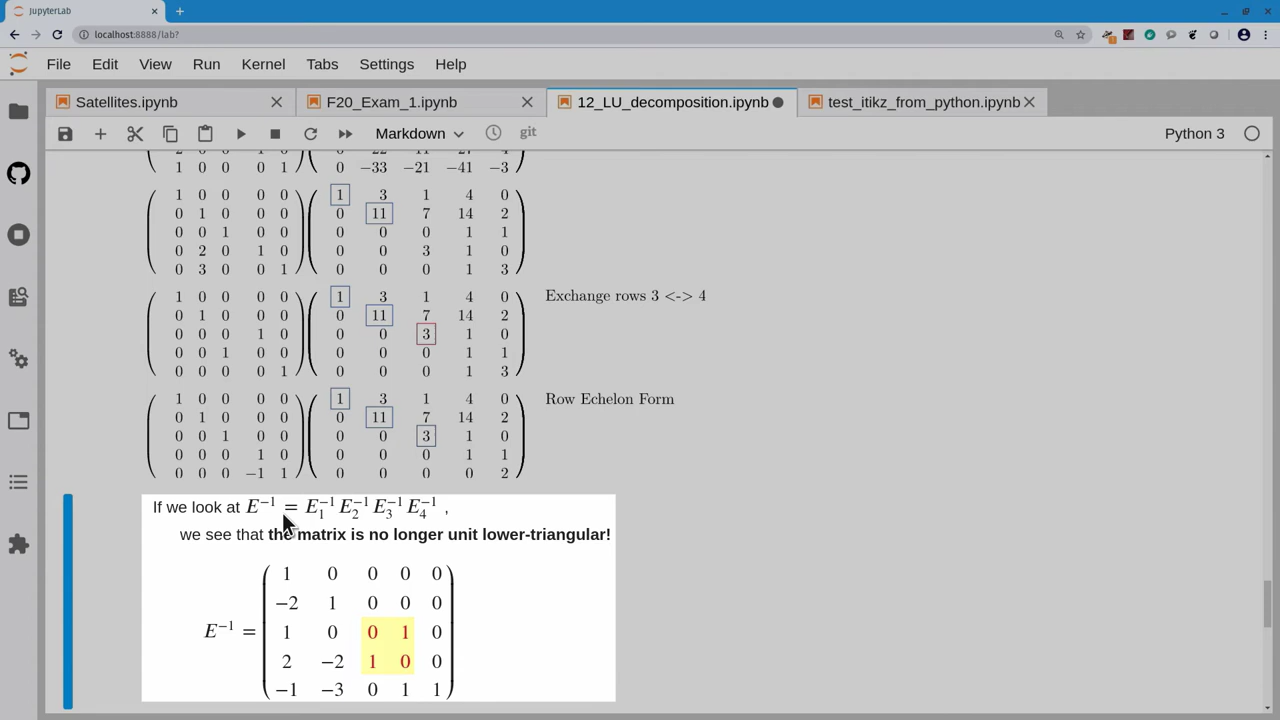 JupyterLab
localhost:8888/lab?
File Edit View Run Kernel Tabs Settings Help
Satellites.ipynb F20_Exam_1.ipynb 12_LU_decomposition.ipynb test_itikz_from_python.ipynb
Markdown git Python 3
1 0 0 0 1 0 −33 −21 −41 −3
1 0 0 0 0 1 3 1 4 0
0 1 0 0 0 0 11 7 14 2
0 0 1 0 0 0 0 0 1 1
0 2 0 1 0 0 0 3 1 0
0 3 0 0 1 0 0 0 1 3
1 0 0 0 0 1 3 1 4 0 Exchange rows 3 <-> 4
0 1 0 0 0 0 11 7 14 2
0 0 0 1 0 0 0 3 1 0
0 0 1 0 0 0 0 0 1 1
0 0 0 0 1 0 0 0 1 3
1 0 0 0 0 1 3 1 4 0 Row Echelon Form
0 1 0 0 0 0 11 7 14 2
0 0 1 0 0 0 0 3 1 0
0 0 0 1 0 0 0 0 1 1
0 0 0 −1 1 0 0 0 0 2
If we look at E⁻¹ = E₁⁻¹ E₂⁻¹ E₃⁻¹ E₄⁻¹ ,
we see that the matrix is no longer unit lower-triangular!
1 0 0 0 0
−2 1 0 0 0
E⁻¹ = 1 0 0 1 0
2 −2 1 0 0
−1 −3 0 1 1